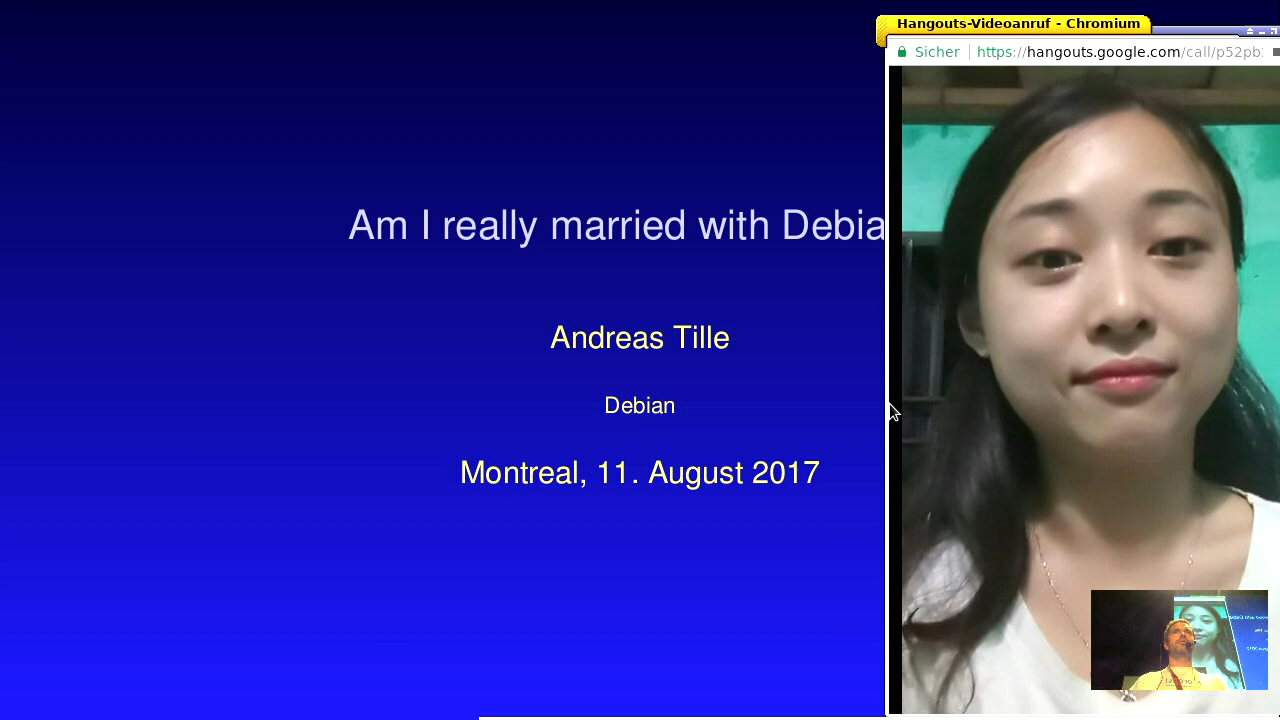 Hangouts-Videoanruf - Chromium
Sicher
https://hangouts.google.com/call/p52pb
Am I really married with Debia
Andreas Tille
Debian
Montreal, 11. August 2017